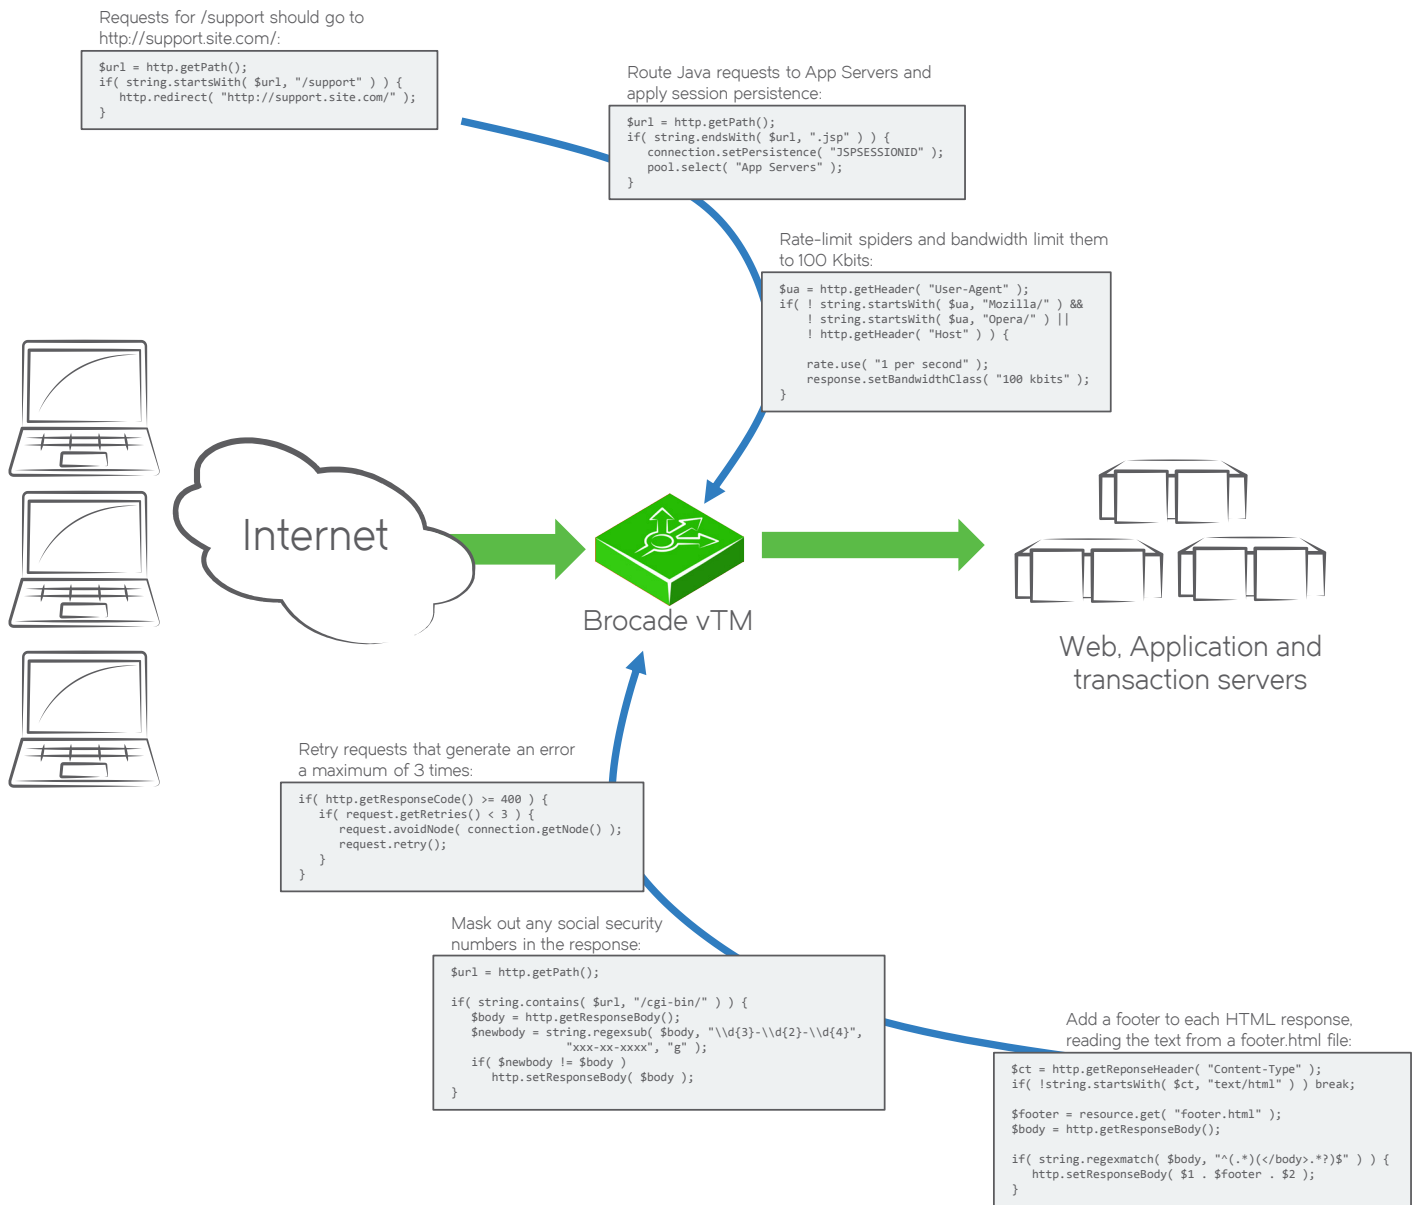 Requests for /support should go to
http://support.site.com/:
$url = http.getPath();
if( string.startsWith( $url, "/support" ) ) {
   http.redirect( "http://support.site.com/" );
}
Route Java requests to App Servers and
apply session persistence:
$url = http.getPath();
if( string.endsWith( $url, ".jsp" ) ) {
   connection.setPersistence( "JSPSESSIONID" );
   pool.select( "App Servers" );
}
Rate-limit spiders and bandwidth limit them
to 100 Kbits:
$ua = http.getHeader( "User-Agent" );
if( ! string.startsWith( $ua, "Mozilla/" ) &&
    ! string.startsWith( $ua, "Opera/" ) ||
    ! http.getHeader( "Host" ) ) {
    rate.use( "1 per second" );
    response.setBandwidthClass( "100 kbits" );
}
Internet
Brocade vTM
Web, Application and
transaction servers
Retry requests that generate an error
a maximum of 3 times:
if( http.getResponseCode() >= 400 ) {
   if( request.getRetries() < 3 ) {
      request.avoidNode( connection.getNode() );
      request.retry();
   }
}
Mask out any social security
numbers in the response:
$url = http.getPath();
if( string.contains( $url, "/cgi-bin/" ) ) {
   $body = http.getResponseBody();
   $newbody = string.regexsub( $body, "\\d{3}-\\d{2}-\\d{4}",
                 "xxx-xx-xxxx", "g" );
   if( $newbody != $body )
      http.setResponseBody( $body );
}
Add a footer to each HTML response,
reading the text from a footer.html file:
$ct = http.getReponseHeader( "Content-Type" );
if( !string.startsWith( $ct, "text/html" ) ) break;
$footer = resource.get( "footer.html" );
$body = http.getResponseBody();
if( string.regexmatch( $body, "^(.*)(</body>.*?)$" ) ) {
   http.setResponseBody( $1 . $footer . $2 );
}